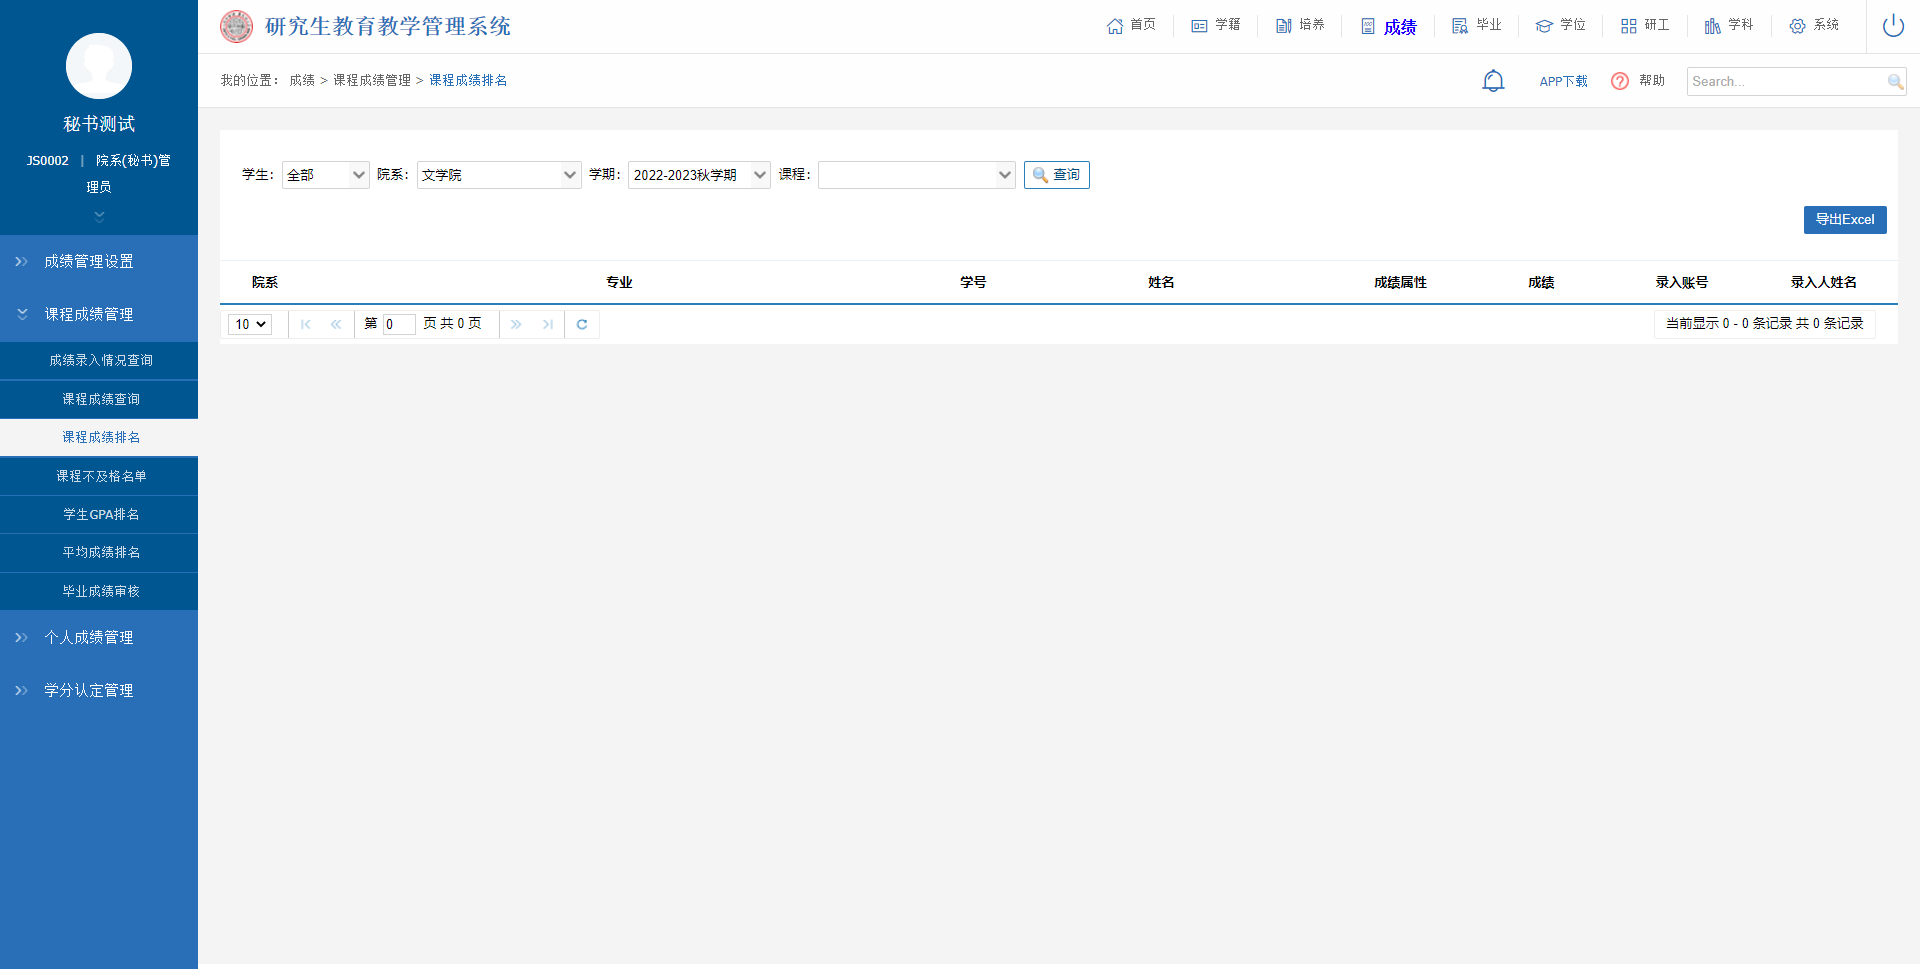 研究生教育教学管理系统
首页 学籍 培养 成绩 毕业 学位 研工 学科 系统
秘书测试
JS0002 | 院系(秘书)管
理员
我的位置： 成绩 > 课程成绩管理 > 课程成绩排名
APP下载 帮助 Search...
学生： 全部 院系： 文学院 学期： 2022-2023秋学期 课程： 查询
导出Excel
院系 专业 学号 姓名 成绩属性 成绩 录入账号 录入人姓名
10 第 0 页 共 0 页 当前显示 0 - 0 条记录 共 0 条记录
成绩管理设置
课程成绩管理
成绩录入情况查询
课程成绩查询
课程成绩排名
课程不及格名单
学生GPA排名
平均成绩排名
毕业成绩审核
个人成绩管理
学分认定管理